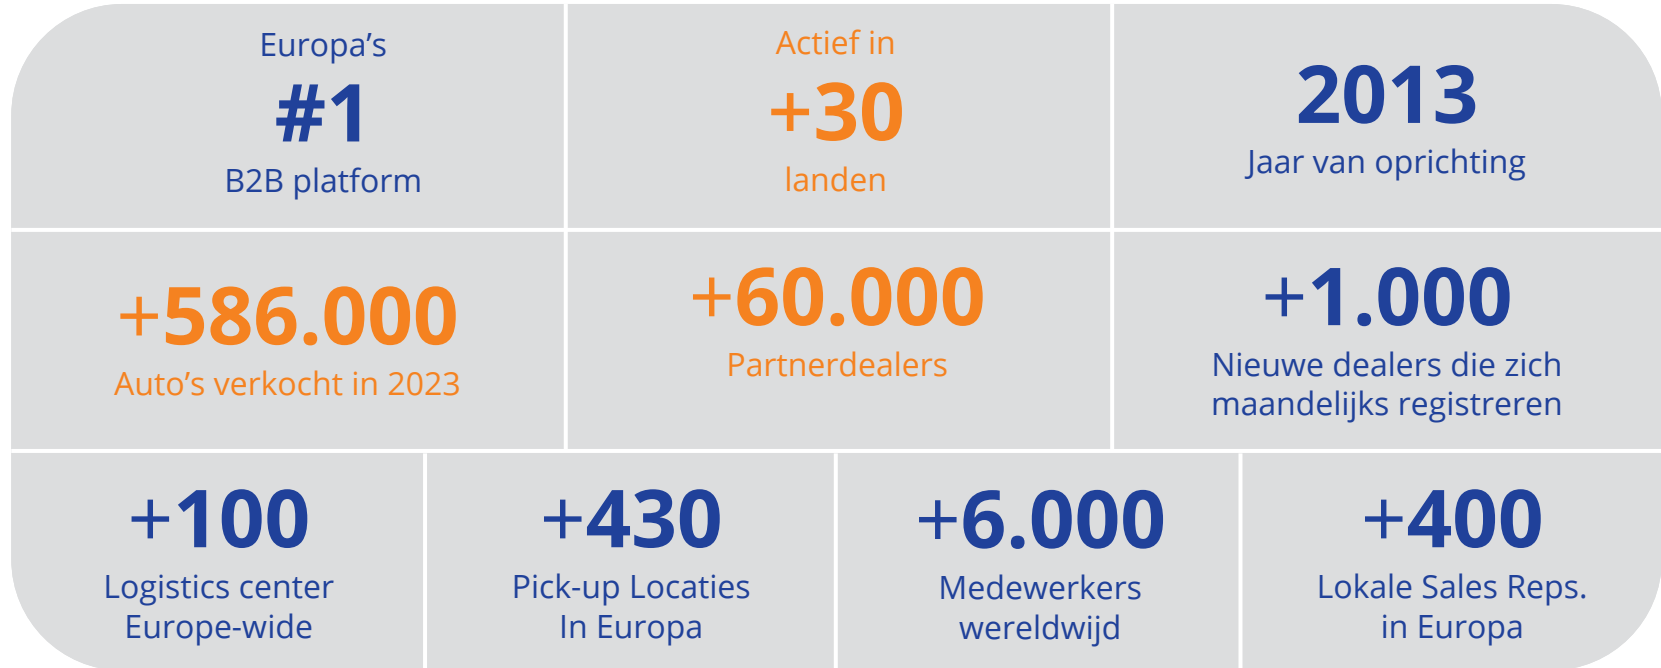 Europa’s
#1
B2B platform
Actief in
+30
landen
2013
Jaar van oprichting
+586.000
Auto’s verkocht in 2023
+60.000
Partnerdealers
+1.000
Nieuwe dealers die zich
maandelijks registreren
+100
Logistics center
Europe-wide
+430
Pick-up Locaties
In Europa
+6.000
Medewerkers
wereldwijd
+400
Lokale Sales Reps.
in Europa